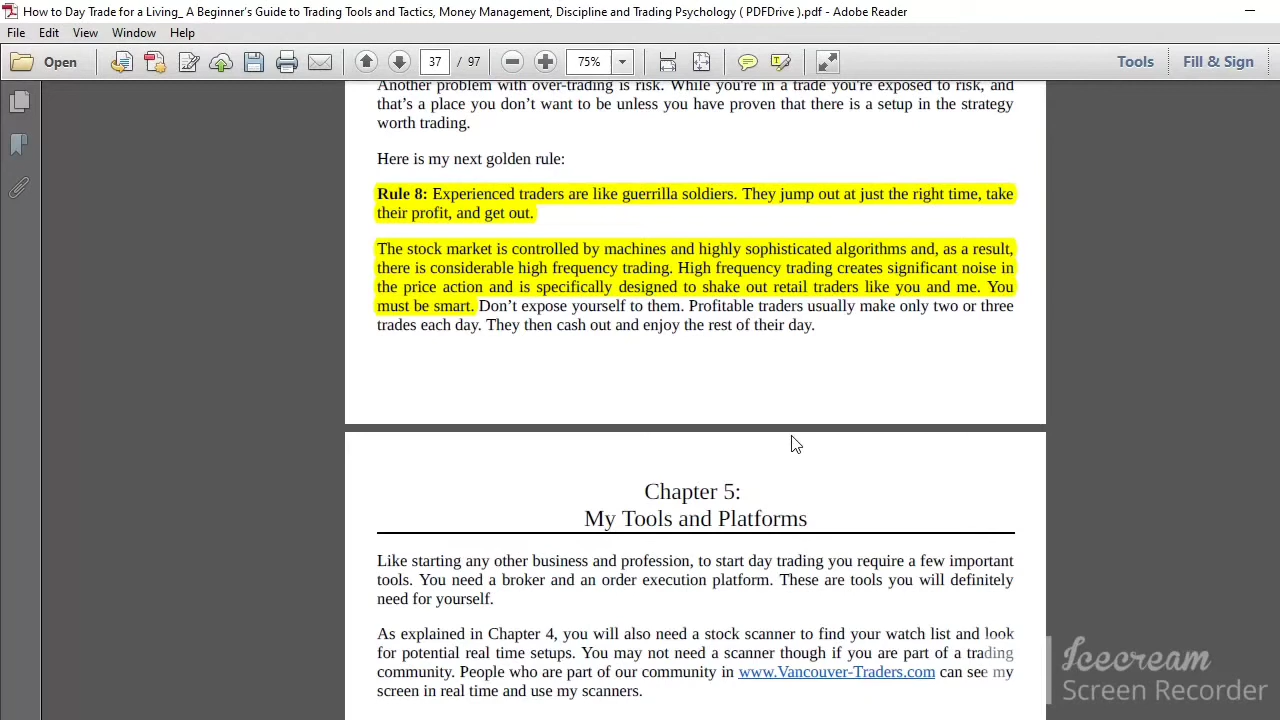 How to Day Trade for a Living_ A Beginner's Guide to Trading Tools and Tactics, Money Management, Discipline and Trading Psychology ( PDFDrive ).pdf - Adobe Reader
File Edit View Window Help
Open 37 / 97 75% Tools Fill & Sign
Another problem with over-trading is risk. While you're in a trade you're exposed to risk, and
that’s a place you don’t want to be unless you have proven that there is a setup in the strategy
worth trading.
Here is my next golden rule:
Rule 8: Experienced traders are like guerrilla soldiers. They jump out at just the right time, take
their profit, and get out.
The stock market is controlled by machines and highly sophisticated algorithms and, as a result,
there is considerable high frequency trading. High frequency trading creates significant noise in
the price action and is specifically designed to shake out retail traders like you and me. You
must be smart. Don’t expose yourself to them. Profitable traders usually make only two or three
trades each day. They then cash out and enjoy the rest of their day.
Chapter 5:
My Tools and Platforms
Like starting any other business and profession, to start day trading you require a few important
tools. You need a broker and an order execution platform. These are tools you will definitely
need for yourself.
As explained in Chapter 4, you will also need a stock scanner to find your watch list and look
for potential real time setups. You may not need a scanner though if you are part of a trading
community. People who are part of our community in www.Vancouver-Traders.com can see my
screen in real time and use my scanners.
Icecream
Screen Recorder